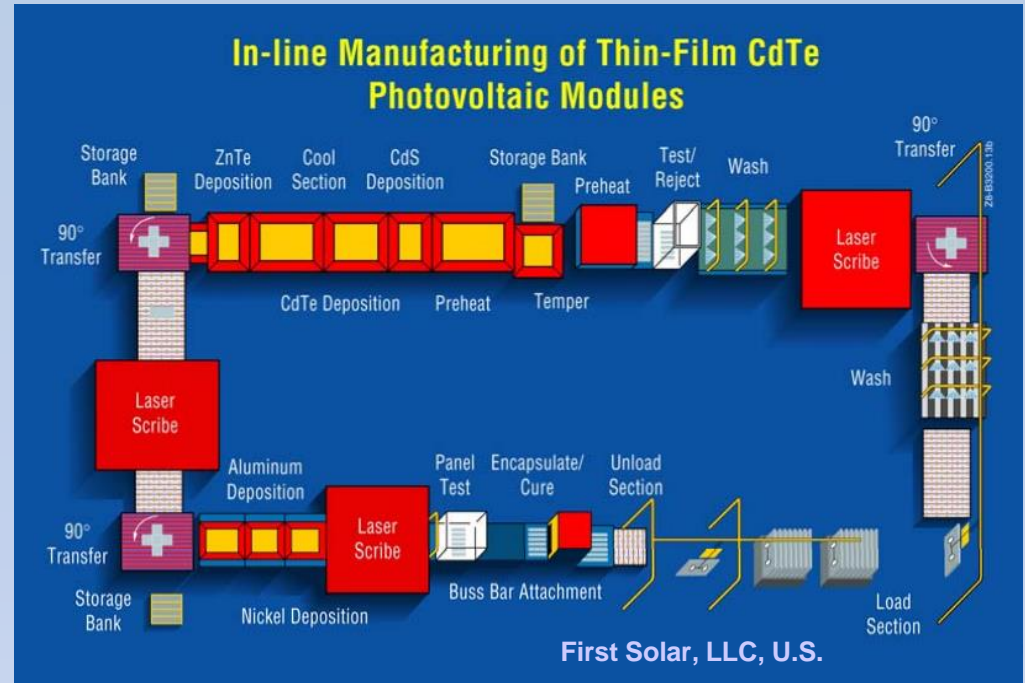 In-line Manufacturing of Thin-Film CdTe
Photovoltaic Modules
Storage
Bank
ZnTe
Deposition
Cool
Section
CdS
Deposition
Storage Bank
Preheat
Test/
Reject
Wash
90°
Transfer
Z8-B3200.13b
90°
Transfer
CdTe Deposition
Preheat
Temper
Laser
Scribe
Wash
Laser
Scribe
Aluminum
Deposition
Panel
Test
Encapsulate/
Cure
Unload
Section
90°
Transfer
Laser
Scribe
Storage
Bank
Nickel Deposition
Buss Bar Attachment
Load
Section
First Solar, LLC, U.S.